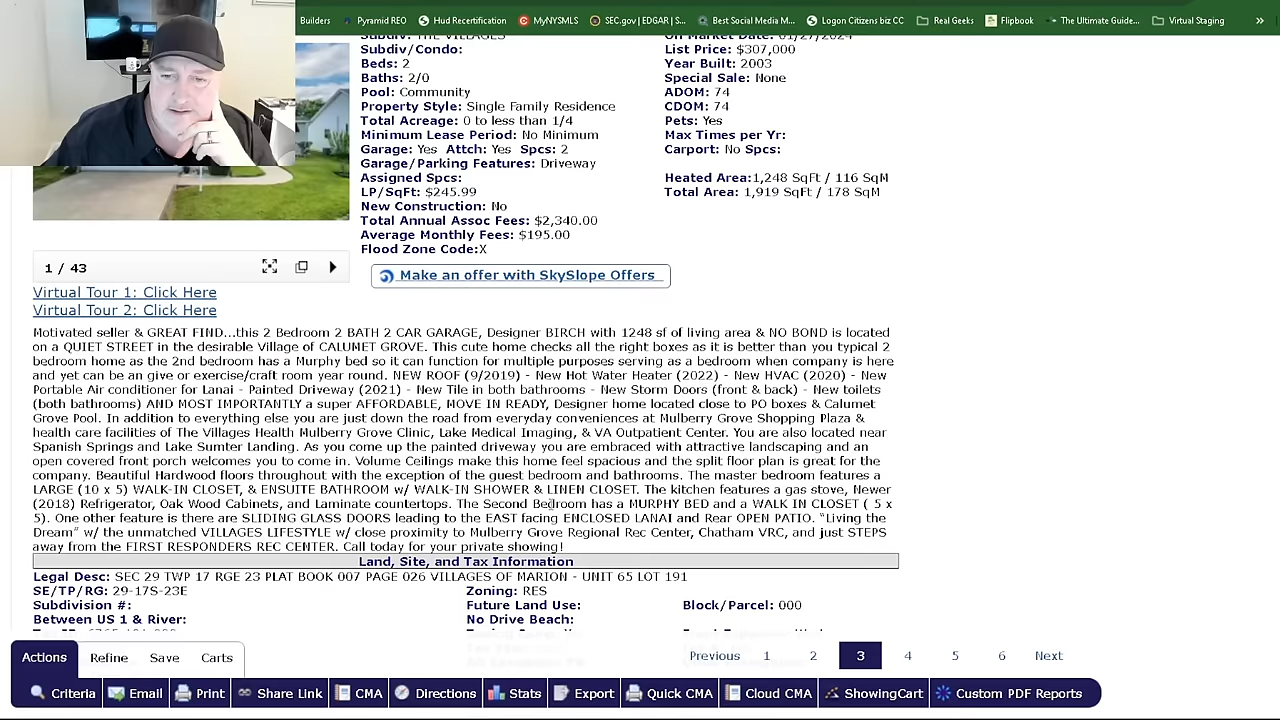 Builders Pyramid REO Hud Recertification MyNYSMLS SEC.gov | EDGAR | S... Best Social Media M... Logon Citizens biz CC Real Geeks Flipbook The Ultimate Guide... Virtual Staging »
Subdiv: THE VILLAGES
Subdiv/Condo:
Beds: 2
Baths: 2/0
Pool: Community
Property Style: Single Family Residence
Total Acreage: 0 to less than 1/4
Minimum Lease Period: No Minimum
Garage: Yes Attch: Yes Spcs: 2
Garage/Parking Features: Driveway
Assigned Spcs:
LP/SqFt: $245.99
New Construction: No
Total Annual Assoc Fees: $2,340.00
Average Monthly Fees: $195.00
Flood Zone Code:X
On Market Date: 01/27/2024
List Price: $307,000
Year Built: 2003
Special Sale: None
ADOM: 74
CDOM: 74
Pets: Yes
Max Times per Yr:
Carport: No Spcs:
Heated Area:1,248 SqFt / 116 SqM
Total Area: 1,919 SqFt / 178 SqM
1 / 43
Make an offer with SkySlope Offers
Virtual Tour 1: Click Here
Virtual Tour 2: Click Here
Motivated seller & GREAT FIND...this 2 Bedroom 2 BATH 2 CAR GARAGE, Designer BIRCH with 1248 sf of living area & NO BOND is located
on a QUIET STREET in the desirable Village of CALUMET GROVE. This cute home checks all the right boxes as it is better than you typical 2
bedroom home as the 2nd bedroom has a Murphy bed so it can function for multiple purposes serving as a bedroom when company is here
and yet can be an give or exercise/craft room year round. NEW ROOF (9/2019) - New Hot Water Heater (2022) - New HVAC (2020) - New
Portable Air conditioner for Lanai - Painted Driveway (2021) - New Tile in both bathrooms - New Storm Doors (front & back) - New toilets
(both bathrooms) AND MOST IMPORTANTLY a super AFFORDABLE, MOVE IN READY, Designer home located close to PO boxes & Calumet
Grove Pool. In addition to everything else you are just down the road from everyday conveniences at Mulberry Grove Shopping Plaza &
health care facilities of The Villages Health Mulberry Grove Clinic, Lake Medical Imaging, & VA Outpatient Center. You are also located near
Spanish Springs and Lake Sumter Landing. As you come up the painted driveway you are embraced with attractive landscaping and an
open covered front porch welcomes you to come in. Volume Ceilings make this home feel spacious and the split floor plan is great for the
company. Beautiful Hardwood floors throughout with the exception of the guest bedroom and bathrooms. The master bedroom features a
LARGE (10 x 5) WALK-IN CLOSET, & ENSUITE BATHROOM w/ WALK-IN SHOWER & LINEN CLOSET. The kitchen features a gas stove, Newer
(2018) Refrigerator, Oak Wood Cabinets, and Laminate countertops. The Second Bedroom has a MURPHY BED and a WALK IN CLOSET ( 5 x
5). One other feature is there are SLIDING GLASS DOORS leading to the EAST facing ENCLOSED LANAI and Rear OPEN PATIO. “Living the
Dream” w/ the unmatched VILLAGES LIFESTYLE w/ close proximity to Mulberry Grove Regional Rec Center, Chatham VRC, and just STEPS
away from the FIRST RESPONDERS REC CENTER. Call today for your private showing!
Land, Site, and Tax Information
Legal Desc: SEC 29 TWP 17 RGE 23 PLAT BOOK 007 PAGE 026 VILLAGES OF MARION - UNIT 65 LOT 191
SE/TP/RG: 29-17S-23E
Subdivision #:
Between US 1 & River:
Zoning: RES
Future Land Use:
No Drive Beach:
Block/Parcel: 000
Actions Refine Save Carts
Previous 1 2 3 4 5 6 Next
Criteria Email Print Share Link CMA Directions Stats Export Quick CMA Cloud CMA ShowingCart Custom PDF Reports